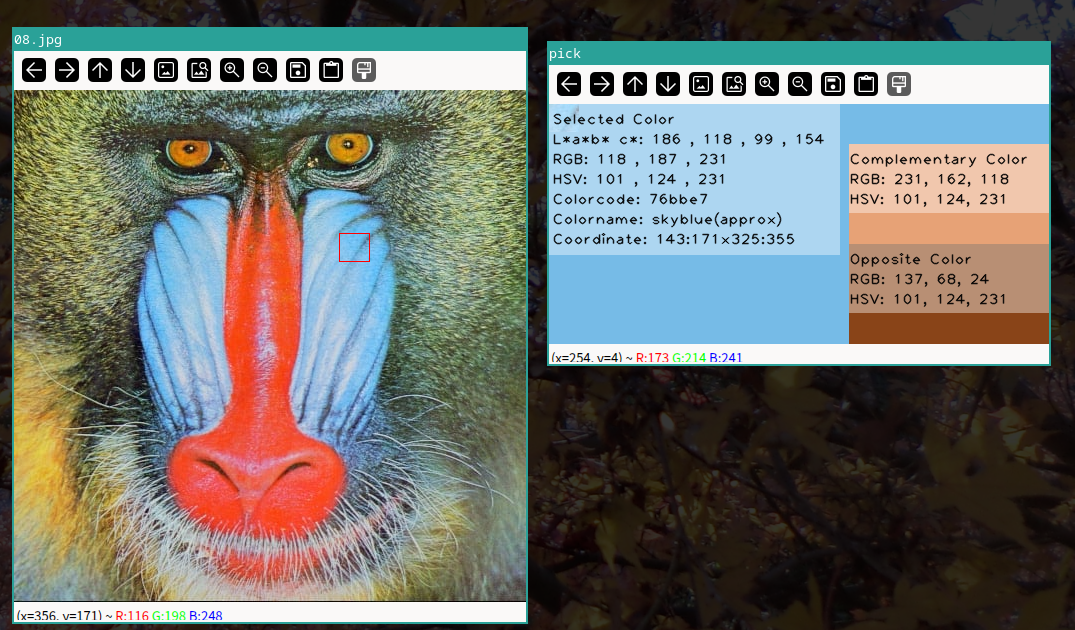 08.jpg
(x=356, y=171) ~ R:116 G:198 B:248
pick
Selected Color
L*a*b* c*: 186 , 118 , 99 , 154
RGB: 118 , 187 , 231
HSV: 101 , 124 , 231
Colorcode: 76bbe7
Colorname: skyblue(approx)
Coordinate: 143:171x325:355
Complementary Color
RGB: 231, 162, 118
HSV: 101, 124, 231
Opposite Color
RGB: 137, 68, 24
HSV: 101, 124, 231
(x=254, y=4) ~ R:173 G:214 B:241